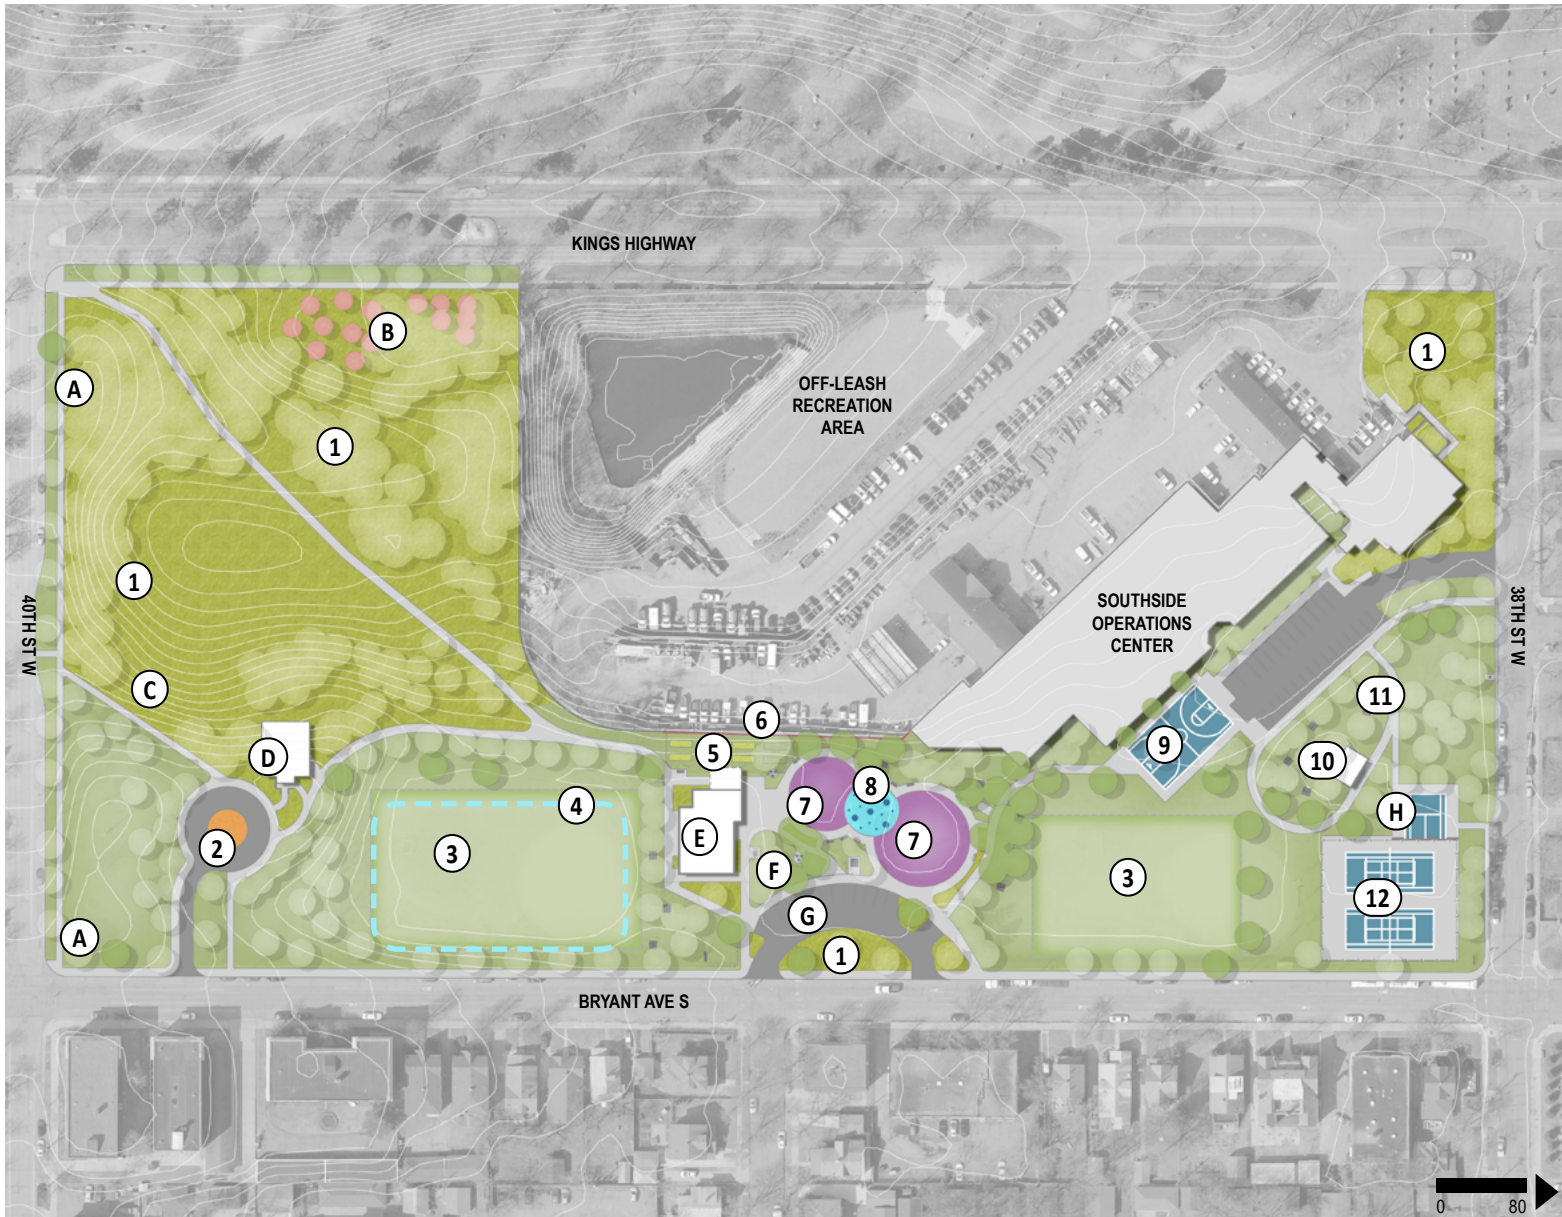 KINGS HIGHWAY
B
1
A
1
OFF-LEASH
RECREATION
AREA
1
1
40TH ST W
SOUTHSIDE
OPERATIONS
CENTER
38TH ST W
C
11
6
9
D
5
10
8
4
7
H
2
3
E
7
F
3
12
G
A
1
BRYANT AVE S
0 80